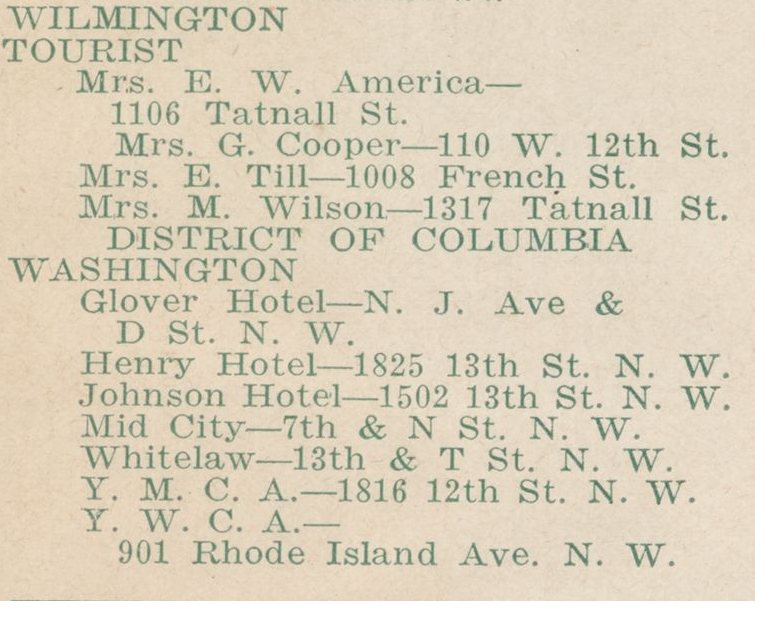 WILMINGTON
TOURIST
Mrs. E. W. America—
1106 Tatnall St.
Mrs. G. Cooper—110 W. 12th St.
Mrs. E. Till—1008 French St.
Mrs. M. Wilson—1317 Tatnall St.
DISTRICT OF COLUMBIA
WASHINGTON
Glover Hotel—N. J. Ave &
D St. N. W.
Henry Hotel—1825 13th St. N. W.
Johnson Hotel—1502 13th St. N. W.
Mid City—7th & N St. N. W.
Whitelaw—13th & T St. N. W.
Y. M. C. A.—1816 12th St. N. W.
Y. W. C. A.—
901 Rhode Island Ave. N. W.